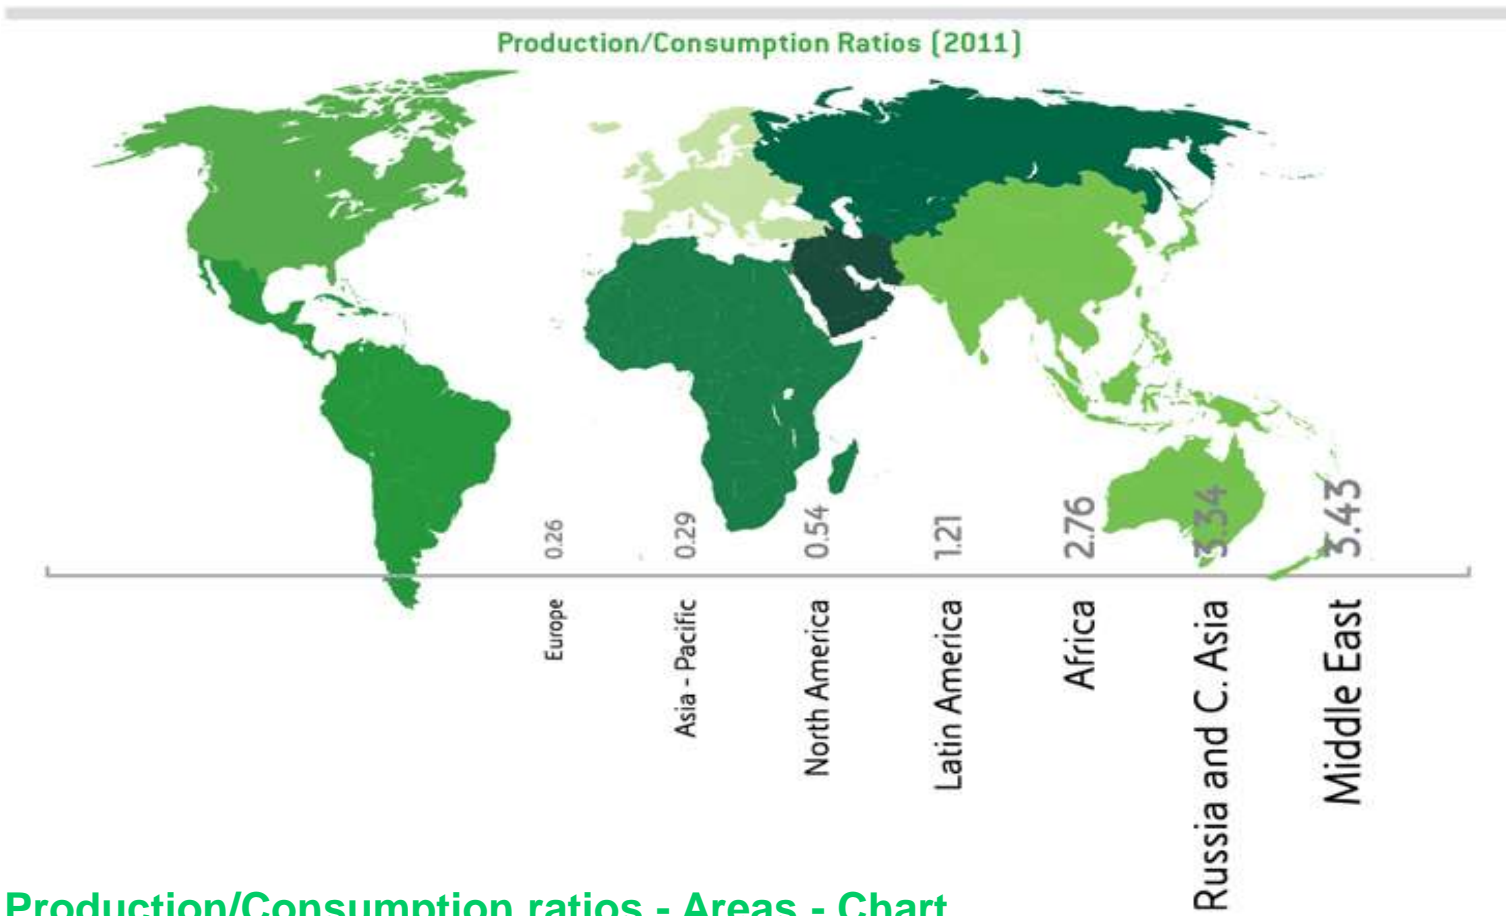 Production/Consumption Ratios (2011)
0.26
0.29
0.54
1.21
2.76
3.34
3.43
Europe
Asia - Pacific
North America
Latin America
Africa
Russia and C. Asia
Middle East
Production/Consumption ratios - Areas - Chart